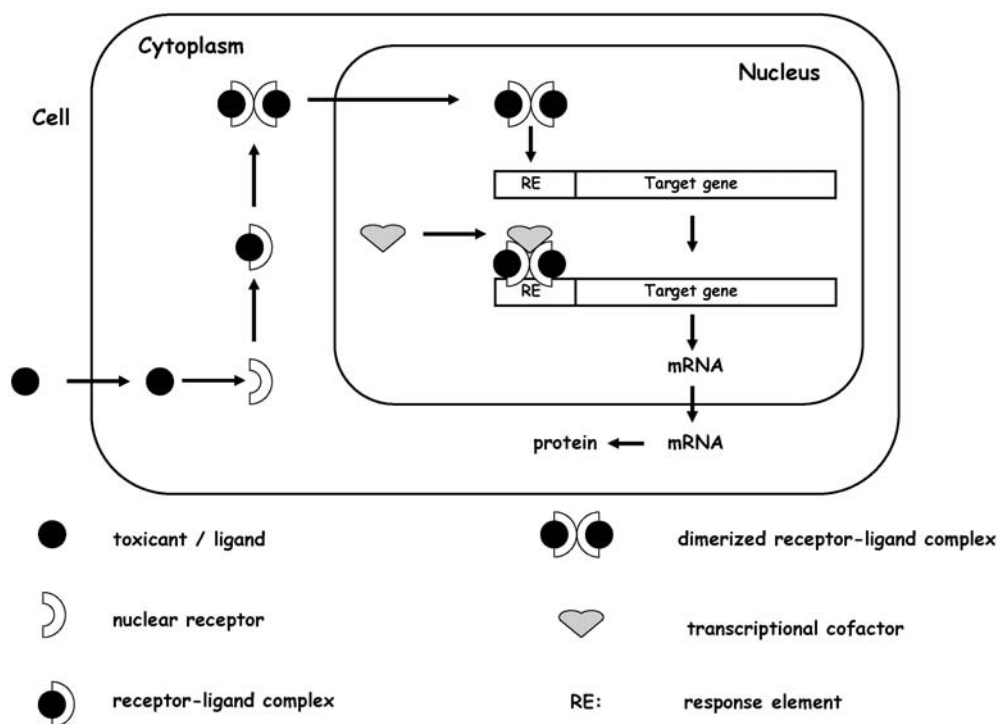 Cytoplasm
Nucleus
Cell
RE
Target gene
RE
Target gene
mRNA
protein
mRNA
toxicant / ligand
dimerized receptor-ligand complex
nuclear receptor
transcriptional cofactor
receptor-ligand complex
RE: response element